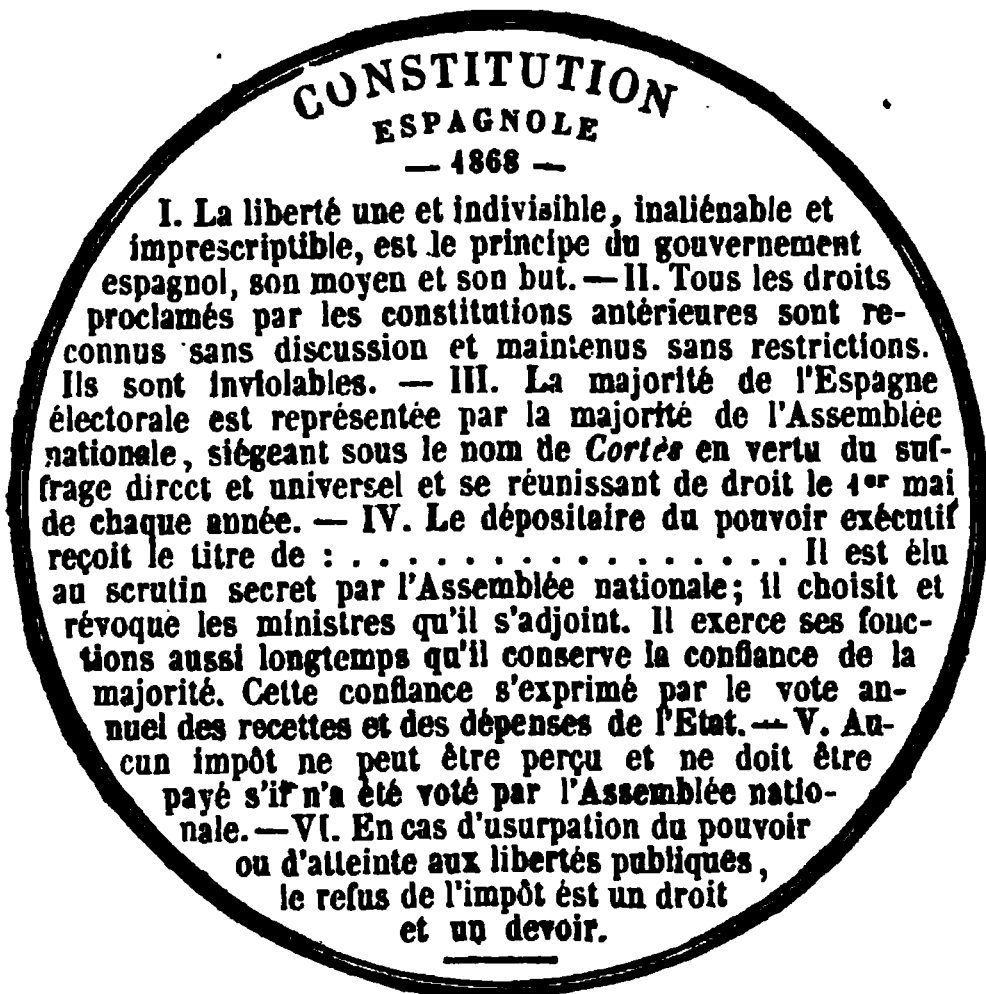 CONSTITUTION
ESPAGNOLE
— 1868 —
I. La liberté une et indivisible, inaliénable et
imprescriptible, est le principe du gouvernement
espagnol, son moyen et son but. — II. Tous les droits
proclamés par les constitutions antérieures sont re-
connus sans discussion et maintenus sans restrictions.
Ils sont inviolables. — III. La majorité de l'Espagne
électorale est représentée par la majorité de l'Assemblée
nationale, siégeant sous le nom de Cortès en vertu du suf-
frage direct et universel et se réunissant de droit le 1er mai
de chaque année. — IV. Le dépositaire du pouvoir exécutif
reçoit le titre de : . . . . . . . . . . . . . . . . Il est élu
au scrutin secret par l'Assemblée nationale; il choisit et
révoque les ministres qu'il s'adjoint. Il exerce ses fonc-
tions aussi longtemps qu'il conserve la confiance de la
majorité. Cette confiance s'exprimé par le vote an-
nuel des recettes et des dépenses de l'Etat. — V. Au-
cun impôt ne peut être perçu et ne doit être
payé s'il n'a été voté par l'Assemblée natio-
nale. — VI. En cas d'usurpation du pouvoir
ou d'atteinte aux libertés publiques,
le refus de l'impôt est un droit
et un devoir.